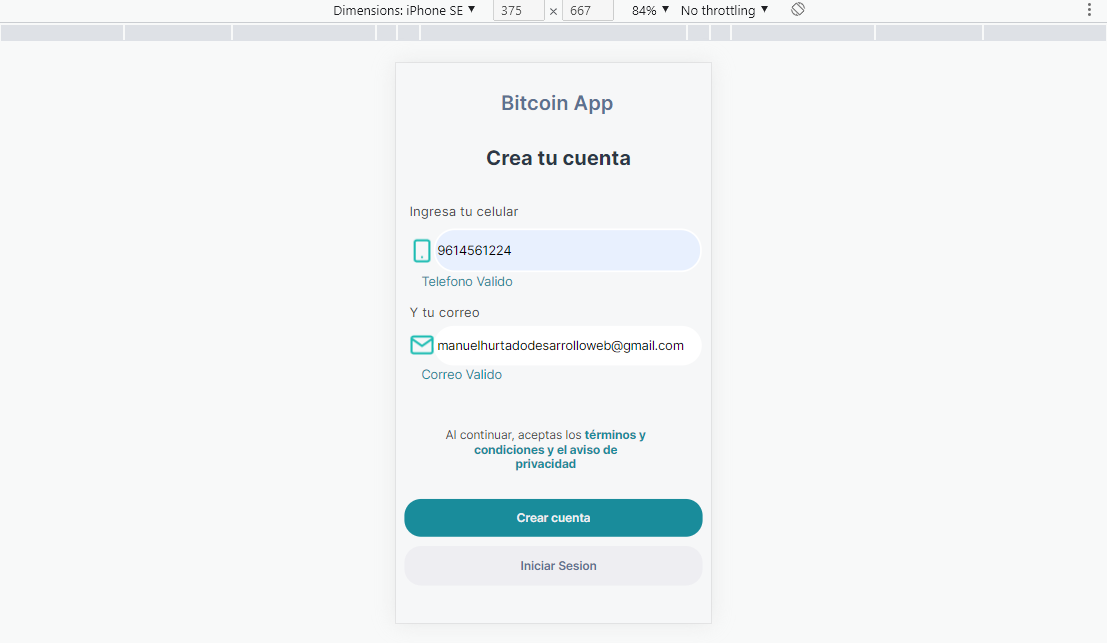 Dimensions: iPhone SE ▼ 375 × 667 84% ▼ No throttling ▼
Bitcoin App
Crea tu cuenta
Ingresa tu celular
9614561224
Telefono Valido
Y tu correo
manuelhurtadodesarrolloweb@gmail.com
Correo Valido
Al continuar, aceptas los términos y
condiciones y el aviso de
privacidad
Crear cuenta
Iniciar Sesion